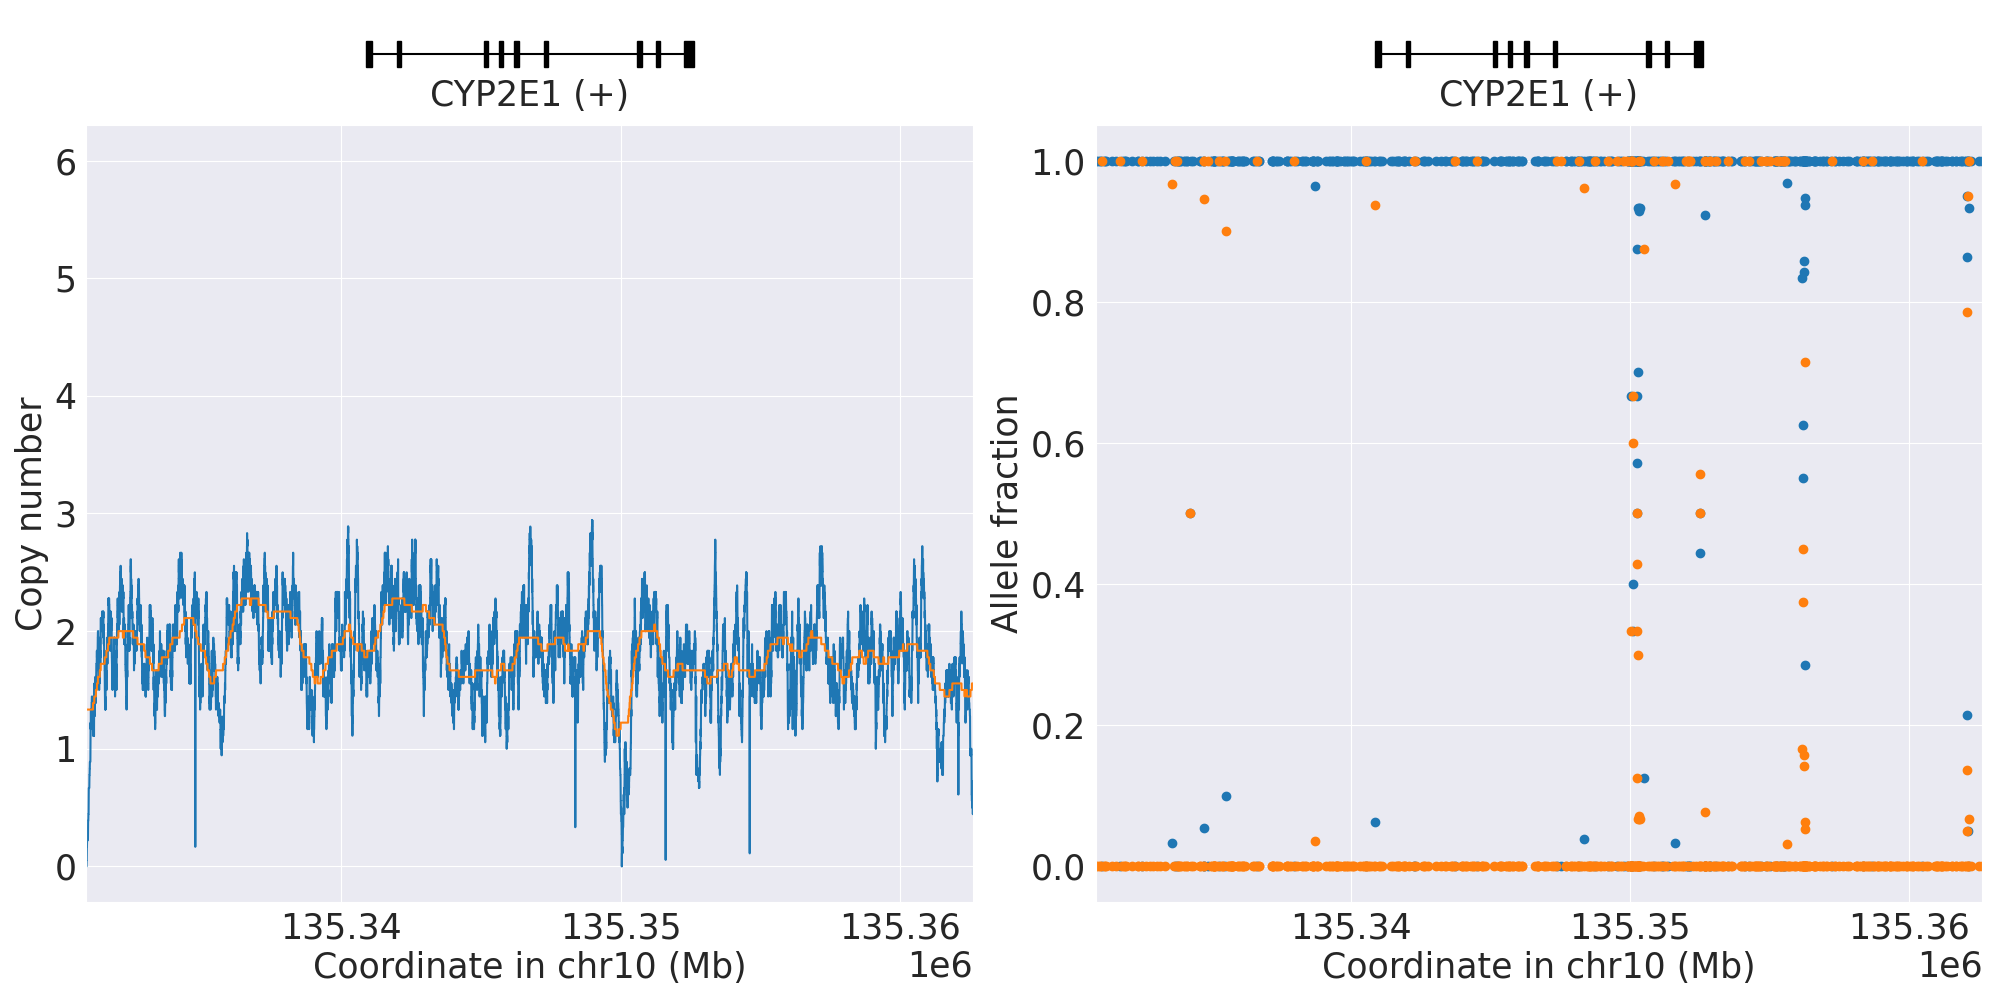 CYP2E1 (+)
6
5
4
3
2
1
0
Copy number
135.34 135.35 135.36
Coordinate in chr10 (Mb)
1e6
CYP2E1 (+)
1.0
0.8
0.6
0.4
0.2
0.0
Allele fraction
135.34 135.35 135.36
Coordinate in chr10 (Mb)
1e6